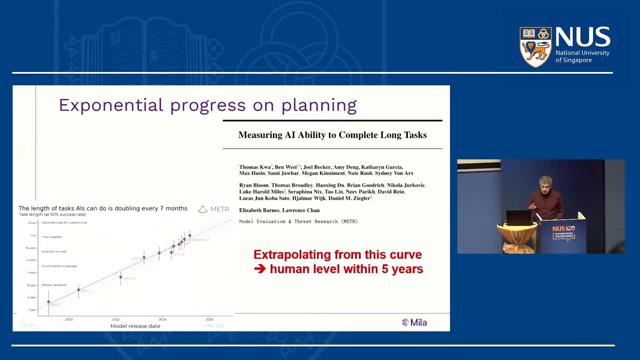 NUS
National University
of Singapore
Exponential progress on planning
Measuring AI Ability to Complete Long Tasks
Thomas Kwa, Ben West, Joel Becker, Amy Deng, Katharyn Garcia,
Max Hasin, Sami Jawhar, Megan Kinniment, Nate Rush, Sydney Von Arx
Ryan Bloom, Thomas Broadley, Haoxing Du, Brian Goodrich, Nikola Jurkovic,
Luke Harold Miles, Seraphina Nix, Tao Lin, Neev Parikh, David Rein,
Lucas Jun Koba Sato, Hjalmar Wijk, Daniel M. Ziegler
Elizabeth Barnes, Lawrence Chan
Model Evaluation & Threat Research (METR)
The length of tasks AIs can do is doubling every 7 months
METR
Task length (at 50% success rate)
2020
2022
2024
2026
Model release date
Extrapolating from this curve
➔ human level within 5 years
Mila
NUS